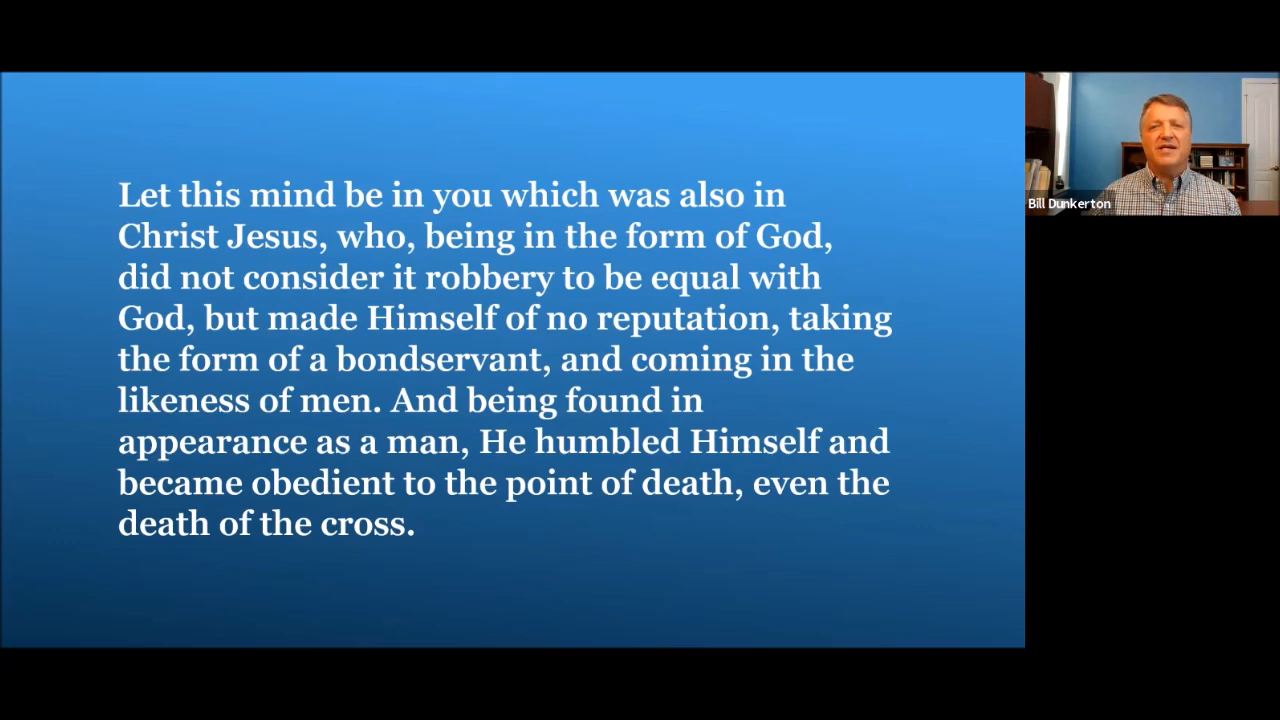 Let this mind be in you which was also in
Christ Jesus, who, being in the form of God,
did not consider it robbery to be equal with
God, but made Himself of no reputation, taking
the form of a bondservant, and coming in the
likeness of men. And being found in
appearance as a man, He humbled Himself and
became obedient to the point of death, even the
death of the cross.
Bill Dunkerton